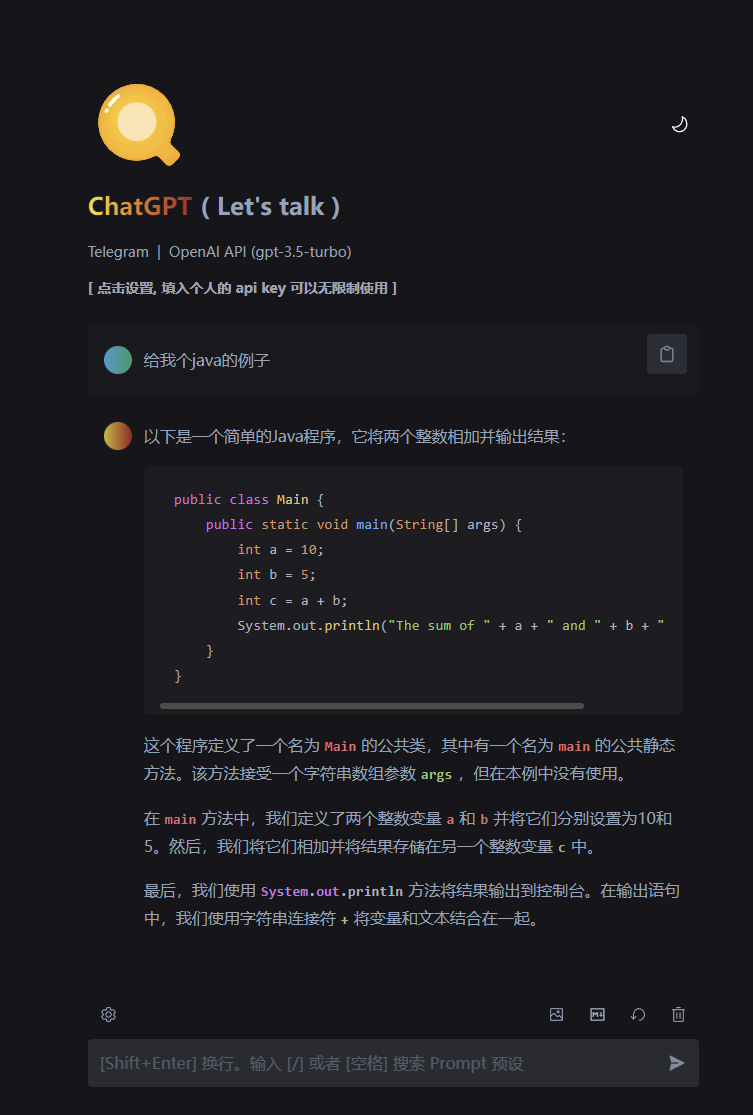 ChatGPT ( Let's talk )
Telegram | OpenAI API (gpt-3.5-turbo)
[ 点击设置, 填入个人的 api key 可以无限制使用 ]
给我个java的例子
以下是一个简单的Java程序，它将两个整数相加并输出结果：
public class Main {
    public static void main(String[] args) {
        int a = 10;
        int b = 5;
        int c = a + b;
        System.out.println("The sum of " + a + " and " + b + "
    }
}
这个程序定义了一个名为 Main 的公共类，其中有一个名为 main 的公共静态
方法。该方法接受一个字符串数组参数 args ，但在本例中没有使用。
在 main 方法中，我们定义了两个整数变量 a 和 b 并将它们分别设置为10和
5。然后，我们将它们相加并将结果存储在另一个整数变量 c 中。
最后，我们使用 System.out.println 方法将结果输出到控制台。在输出语句
中，我们使用字符串连接符 + 将变量和文本结合在一起。
[Shift+Enter] 换行。输入 [/] 或者 [空格] 搜索 Prompt 预设